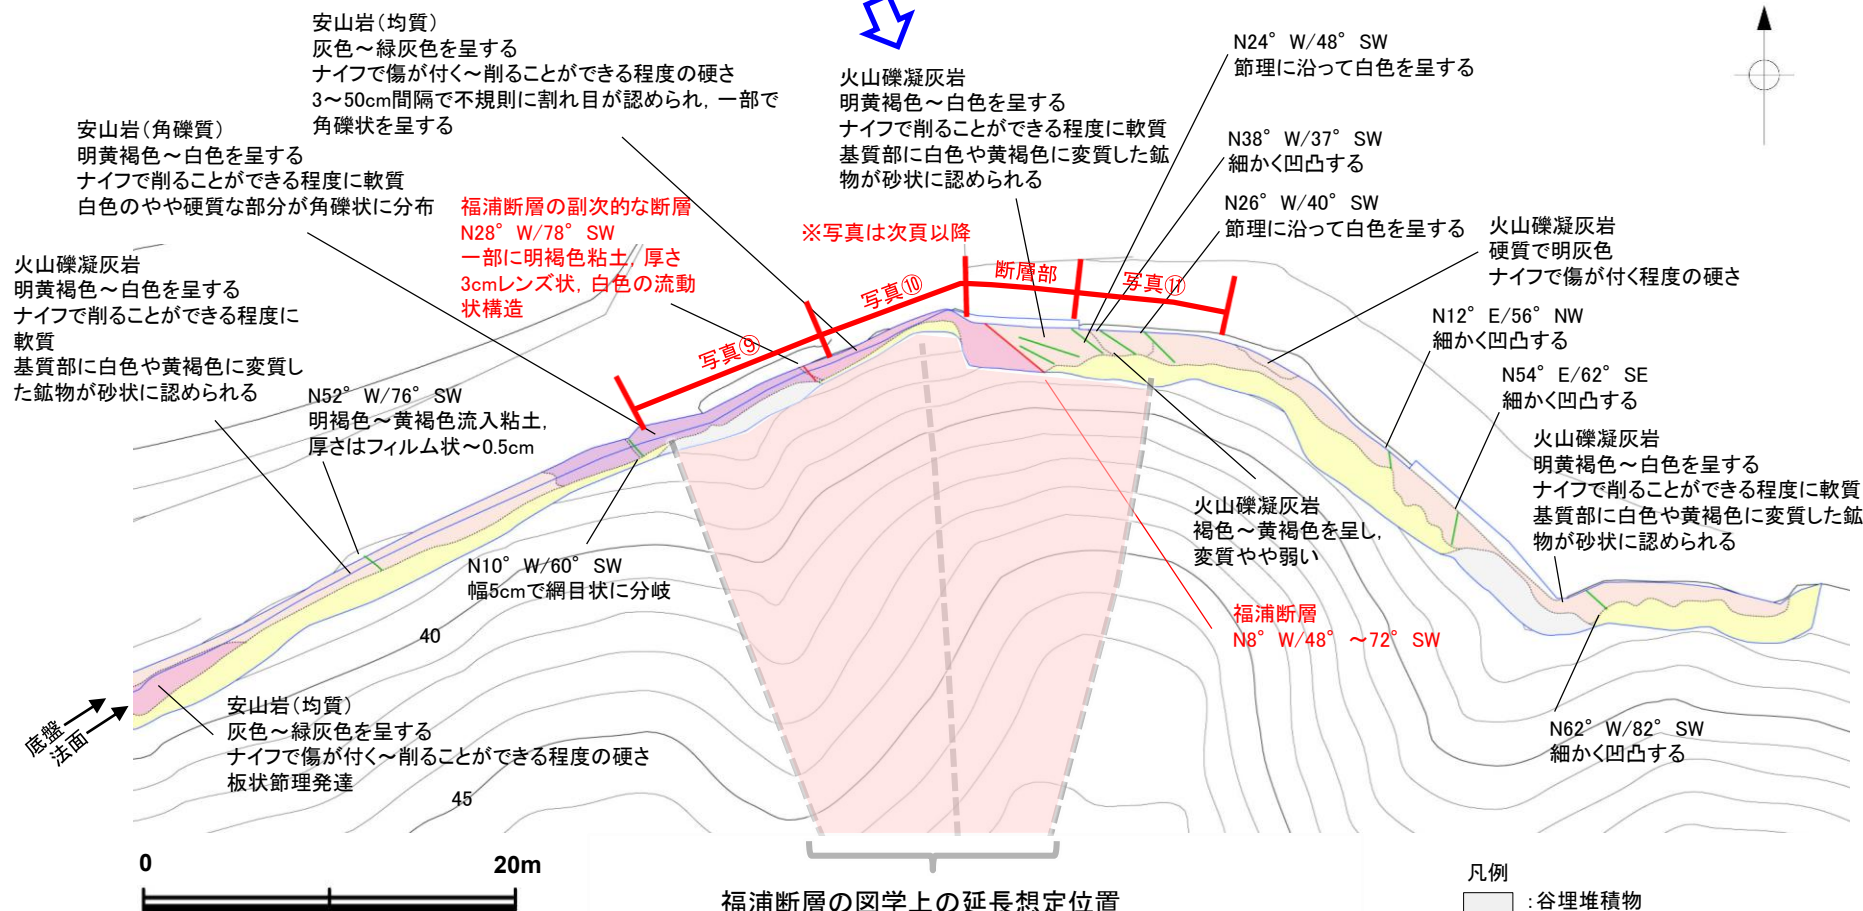 安山岩(均質)
灰色～緑灰色を呈する
ナイフで傷が付く～削ることができる程度の硬さ
3～50cm間隔で不規則に割れ目が認められ，一部で
角礫状を呈する
安山岩(角礫質)
明黄褐色～白色を呈する
ナイフで削ることができる程度に軟質
白色のやや硬質な部分が角礫状に分布
福浦断層の副次的な断層
N28° W/78° SW
一部に明褐色粘土，厚さ
3cmレンズ状，白色の流動
状構造
火山礫凝灰岩
明黄褐色～白色を呈する
ナイフで削ることができる程度に
軟質
基質部に白色や黄褐色に変質し
た鉱物が砂状に認められる
N52° W/76° SW
明褐色～黄褐色流入粘土，
厚さはフィルム状～0.5cm
火山礫凝灰岩
明黄褐色～白色を呈する
ナイフで削ることができる程度に軟質
基質部に白色や黄褐色に変質した鉱
物が砂状に認められる
※写真は次頁以降
写真⑨
写真⑩
断層部
写真⑪
N24° W/48° SW
節理に沿って白色を呈する
N38° W/37° SW
細かく凹凸する
N26° W/40° SW
節理に沿って白色を呈する
火山礫凝灰岩
硬質で明灰色
ナイフで傷が付く程度の硬さ
N12° E/56° NW
細かく凹凸する
N54° E/62° SE
細かく凹凸する
火山礫凝灰岩
明黄褐色～白色を呈する
ナイフで削ることができる程度に軟質
基質部に白色や黄褐色に変質した鉱
物が砂状に認められる
火山礫凝灰岩
褐色～黄褐色を呈し，
変質やや弱い
N10° W/60° SW
幅5cmで網目状に分岐
福浦断層
N8° W/48° ～72° SW
N62° W/82° SW
細かく凹凸する
40
45
底盤
法面
安山岩(均質)
灰色～緑灰色を呈する
ナイフで傷が付く～削ることができる程度の硬さ
板状節理発達
0 20m
福浦断層の図学上の延長想定位置
凡例
：谷埋堆積物